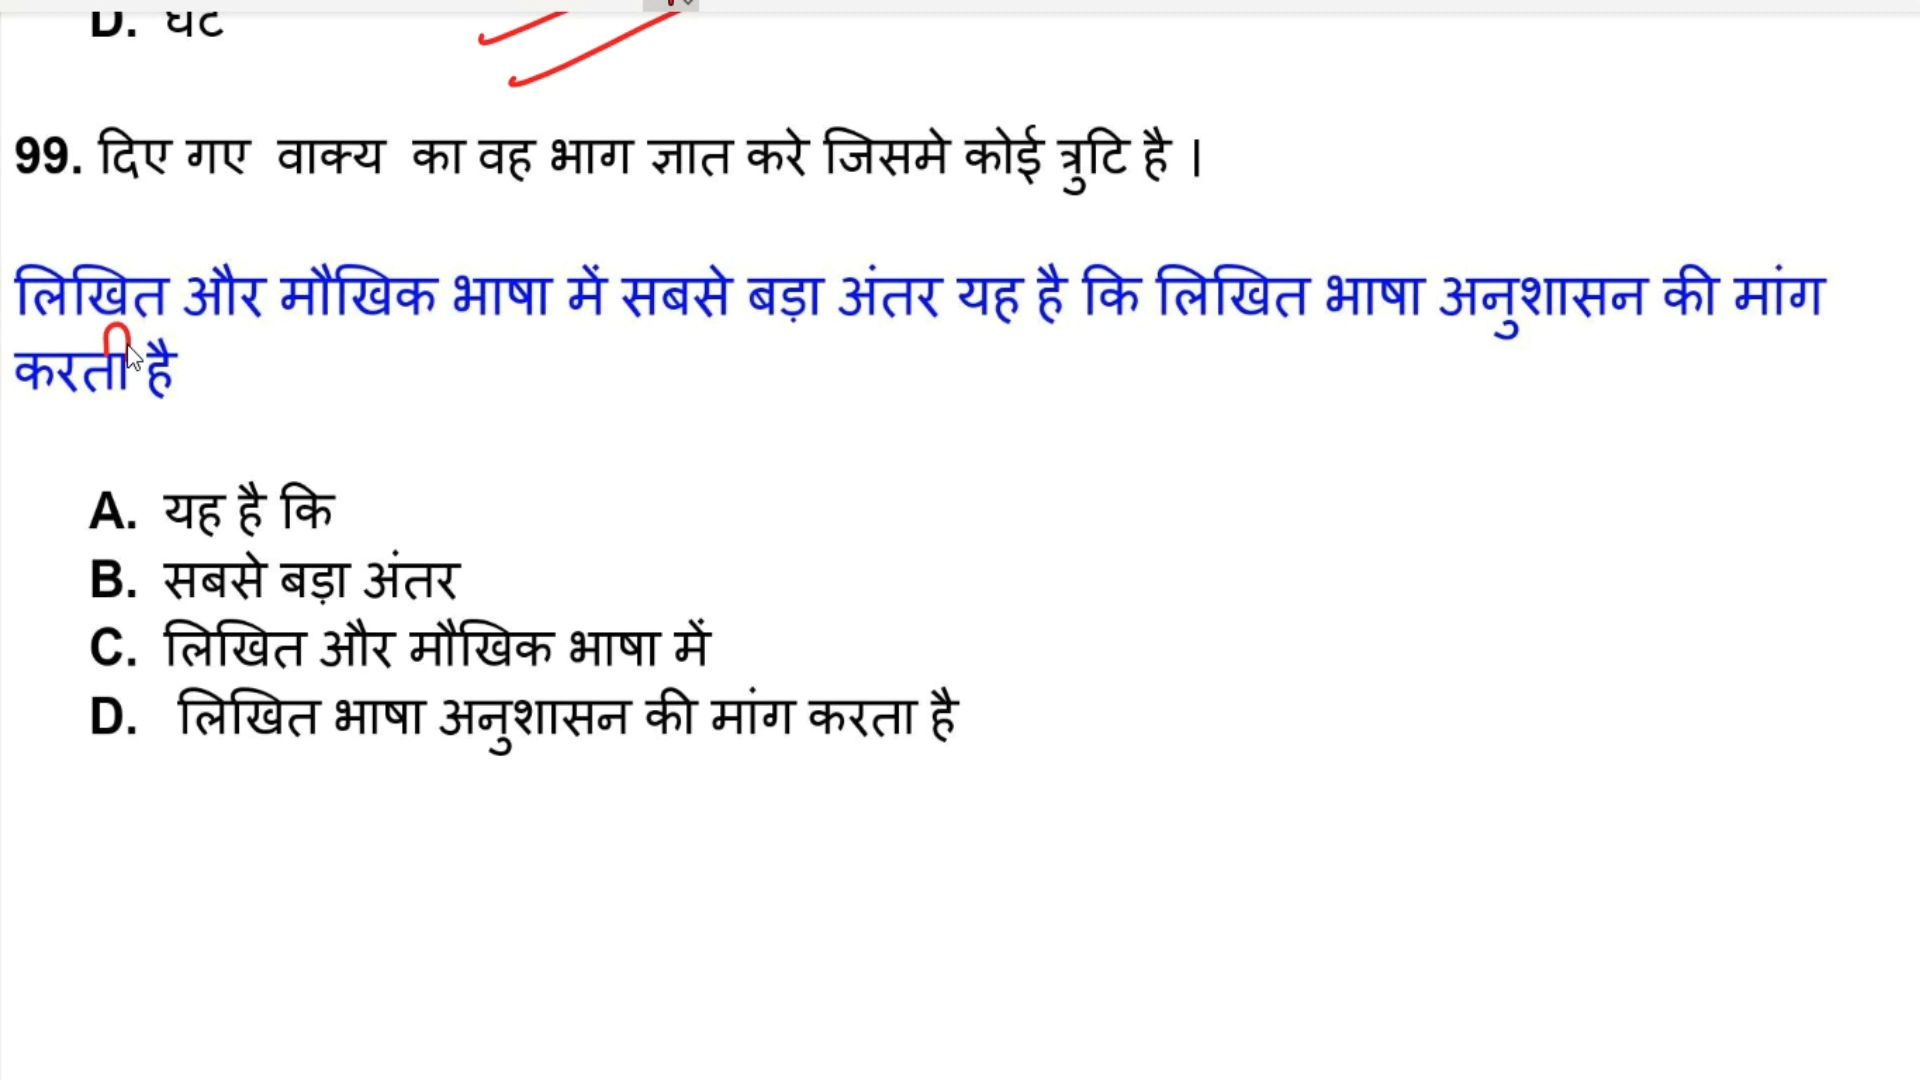 D. घट
99. दिए गए वाक्य का वह भाग ज्ञात करे जिसमे कोई त्रुटि है ।
लिखित और मौखिक भाषा में सबसे बड़ा अंतर यह है कि लिखित भाषा अनुशासन की मांग
करता है
A. यह है कि
B. सबसे बड़ा अंतर
C. लिखित और मौखिक भाषा में
D. लिखित भाषा अनुशासन की मांग करता है